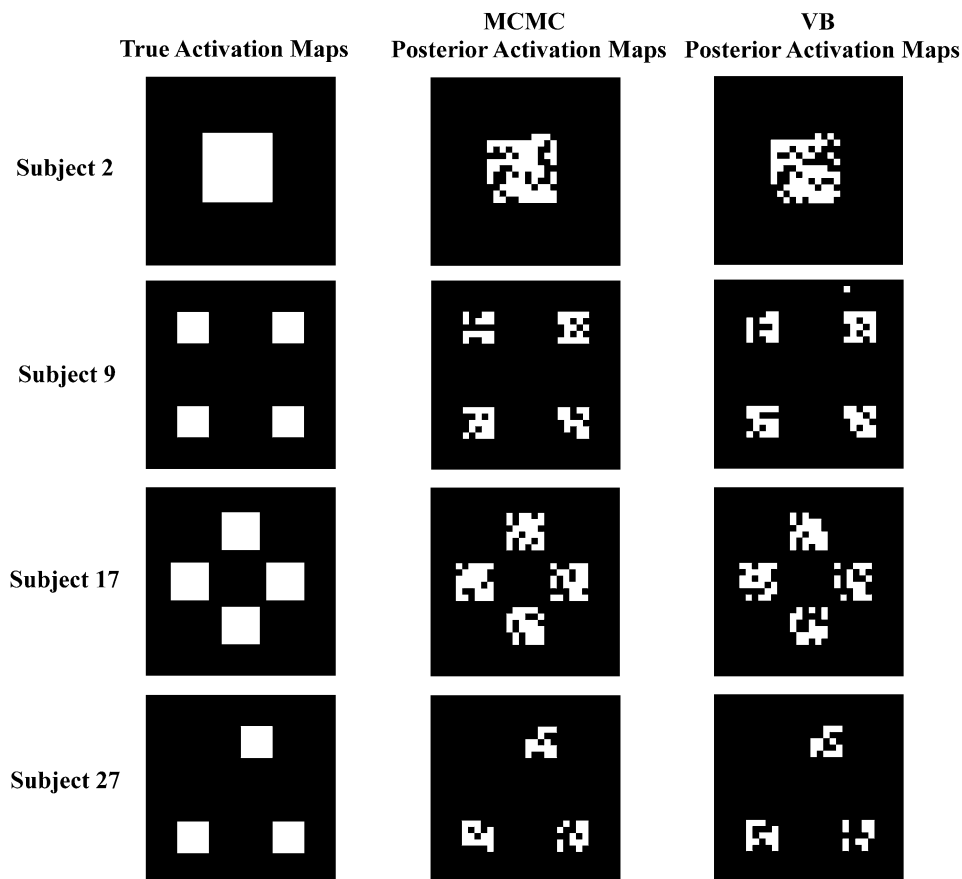 True Activation Maps
MCMC
Posterior Activation Maps
VB
Posterior Activation Maps
Subject 2
Subject 9
Subject 17
Subject 27